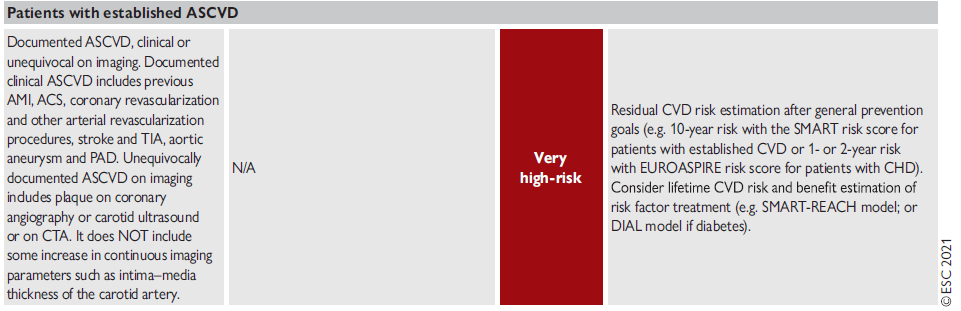 Patients with established ASCVD
Documented ASCVD, clinical or
unequivocal on imaging. Documented
clinical ASCVD includes previous
AMI, ACS, coronary revascularization
and other arterial revascularization
procedures, stroke and TIA, aortic
aneurysm and PAD. Unequivocally
documented ASCVD on imaging
includes plaque on coronary
angiography or carotid ultrasound
or on CTA. It does NOT include
some increase in continuous imaging
parameters such as intima–media
thickness of the carotid artery.
N/A
Very
high-risk
Residual CVD risk estimation after general prevention
goals (e.g. 10-year risk with the SMART risk score for
patients with established CVD or 1- or 2-year risk
with EUROASPIRE risk score for patients with CHD).
Consider lifetime CVD risk and benefit estimation of
risk factor treatment (e.g. SMART-REACH model; or
DIAL model if diabetes).
© ESC 2021